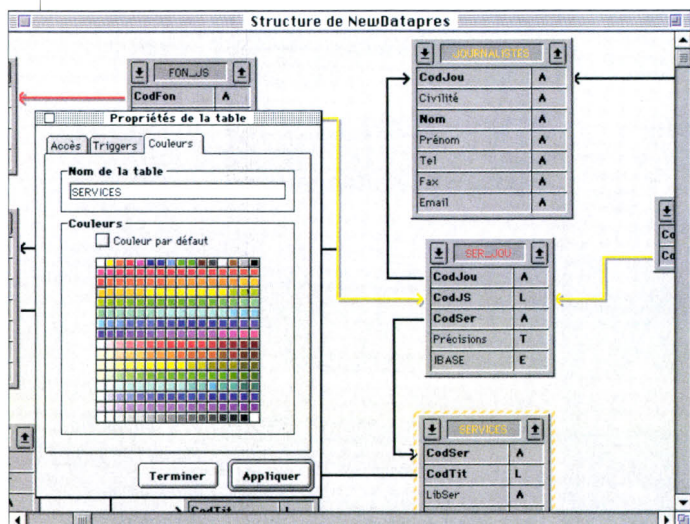 Structure de NewDatapres
FON_JS
CodFon A
Propriétés de la table
Accès Triggers Couleurs
Nom de la table
SERVICES
Couleurs
Couleur par défaut
Terminer Appliquer
CodTit L
JOURNALISTES
CodJou A
Civilité A
Nom A
Prénom A
Tel A
Fax A
Email A
SER_JOU
CodJou A
CodJS L
CodSer A
Précisions T
IBASE E
SERVICES
CodSer A
CodTit L
LibSer A
Co
Co